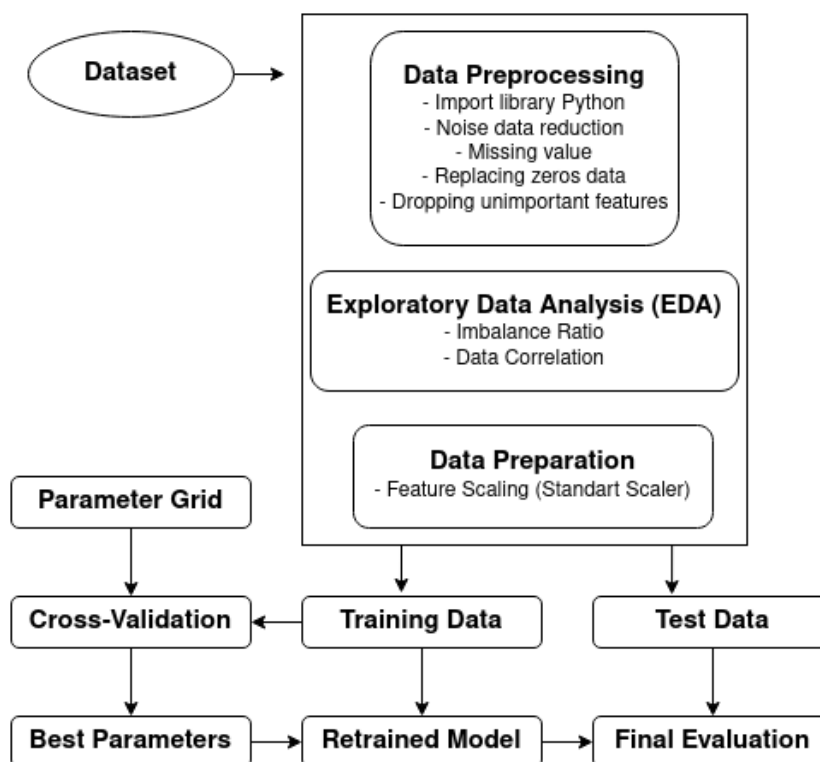 Dataset
Data Preprocessing
- Import library Python
- Noise data reduction
- Missing value
- Replacing zeros data
- Dropping unimportant features
Exploratory Data Analysis (EDA)
- Imbalance Ratio
- Data Correlation
Data Preparation
- Feature Scaling (Standart Scaler)
Parameter Grid
Cross-Validation
Training Data
Test Data
Best Parameters
Retrained Model
Final Evaluation